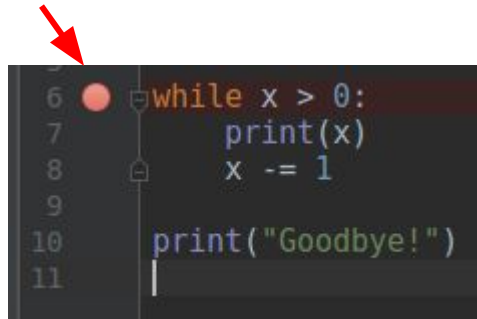 6 while x > 0:
7 print(x)
8 x -= 1
9
10 print("Goodbye!")
11